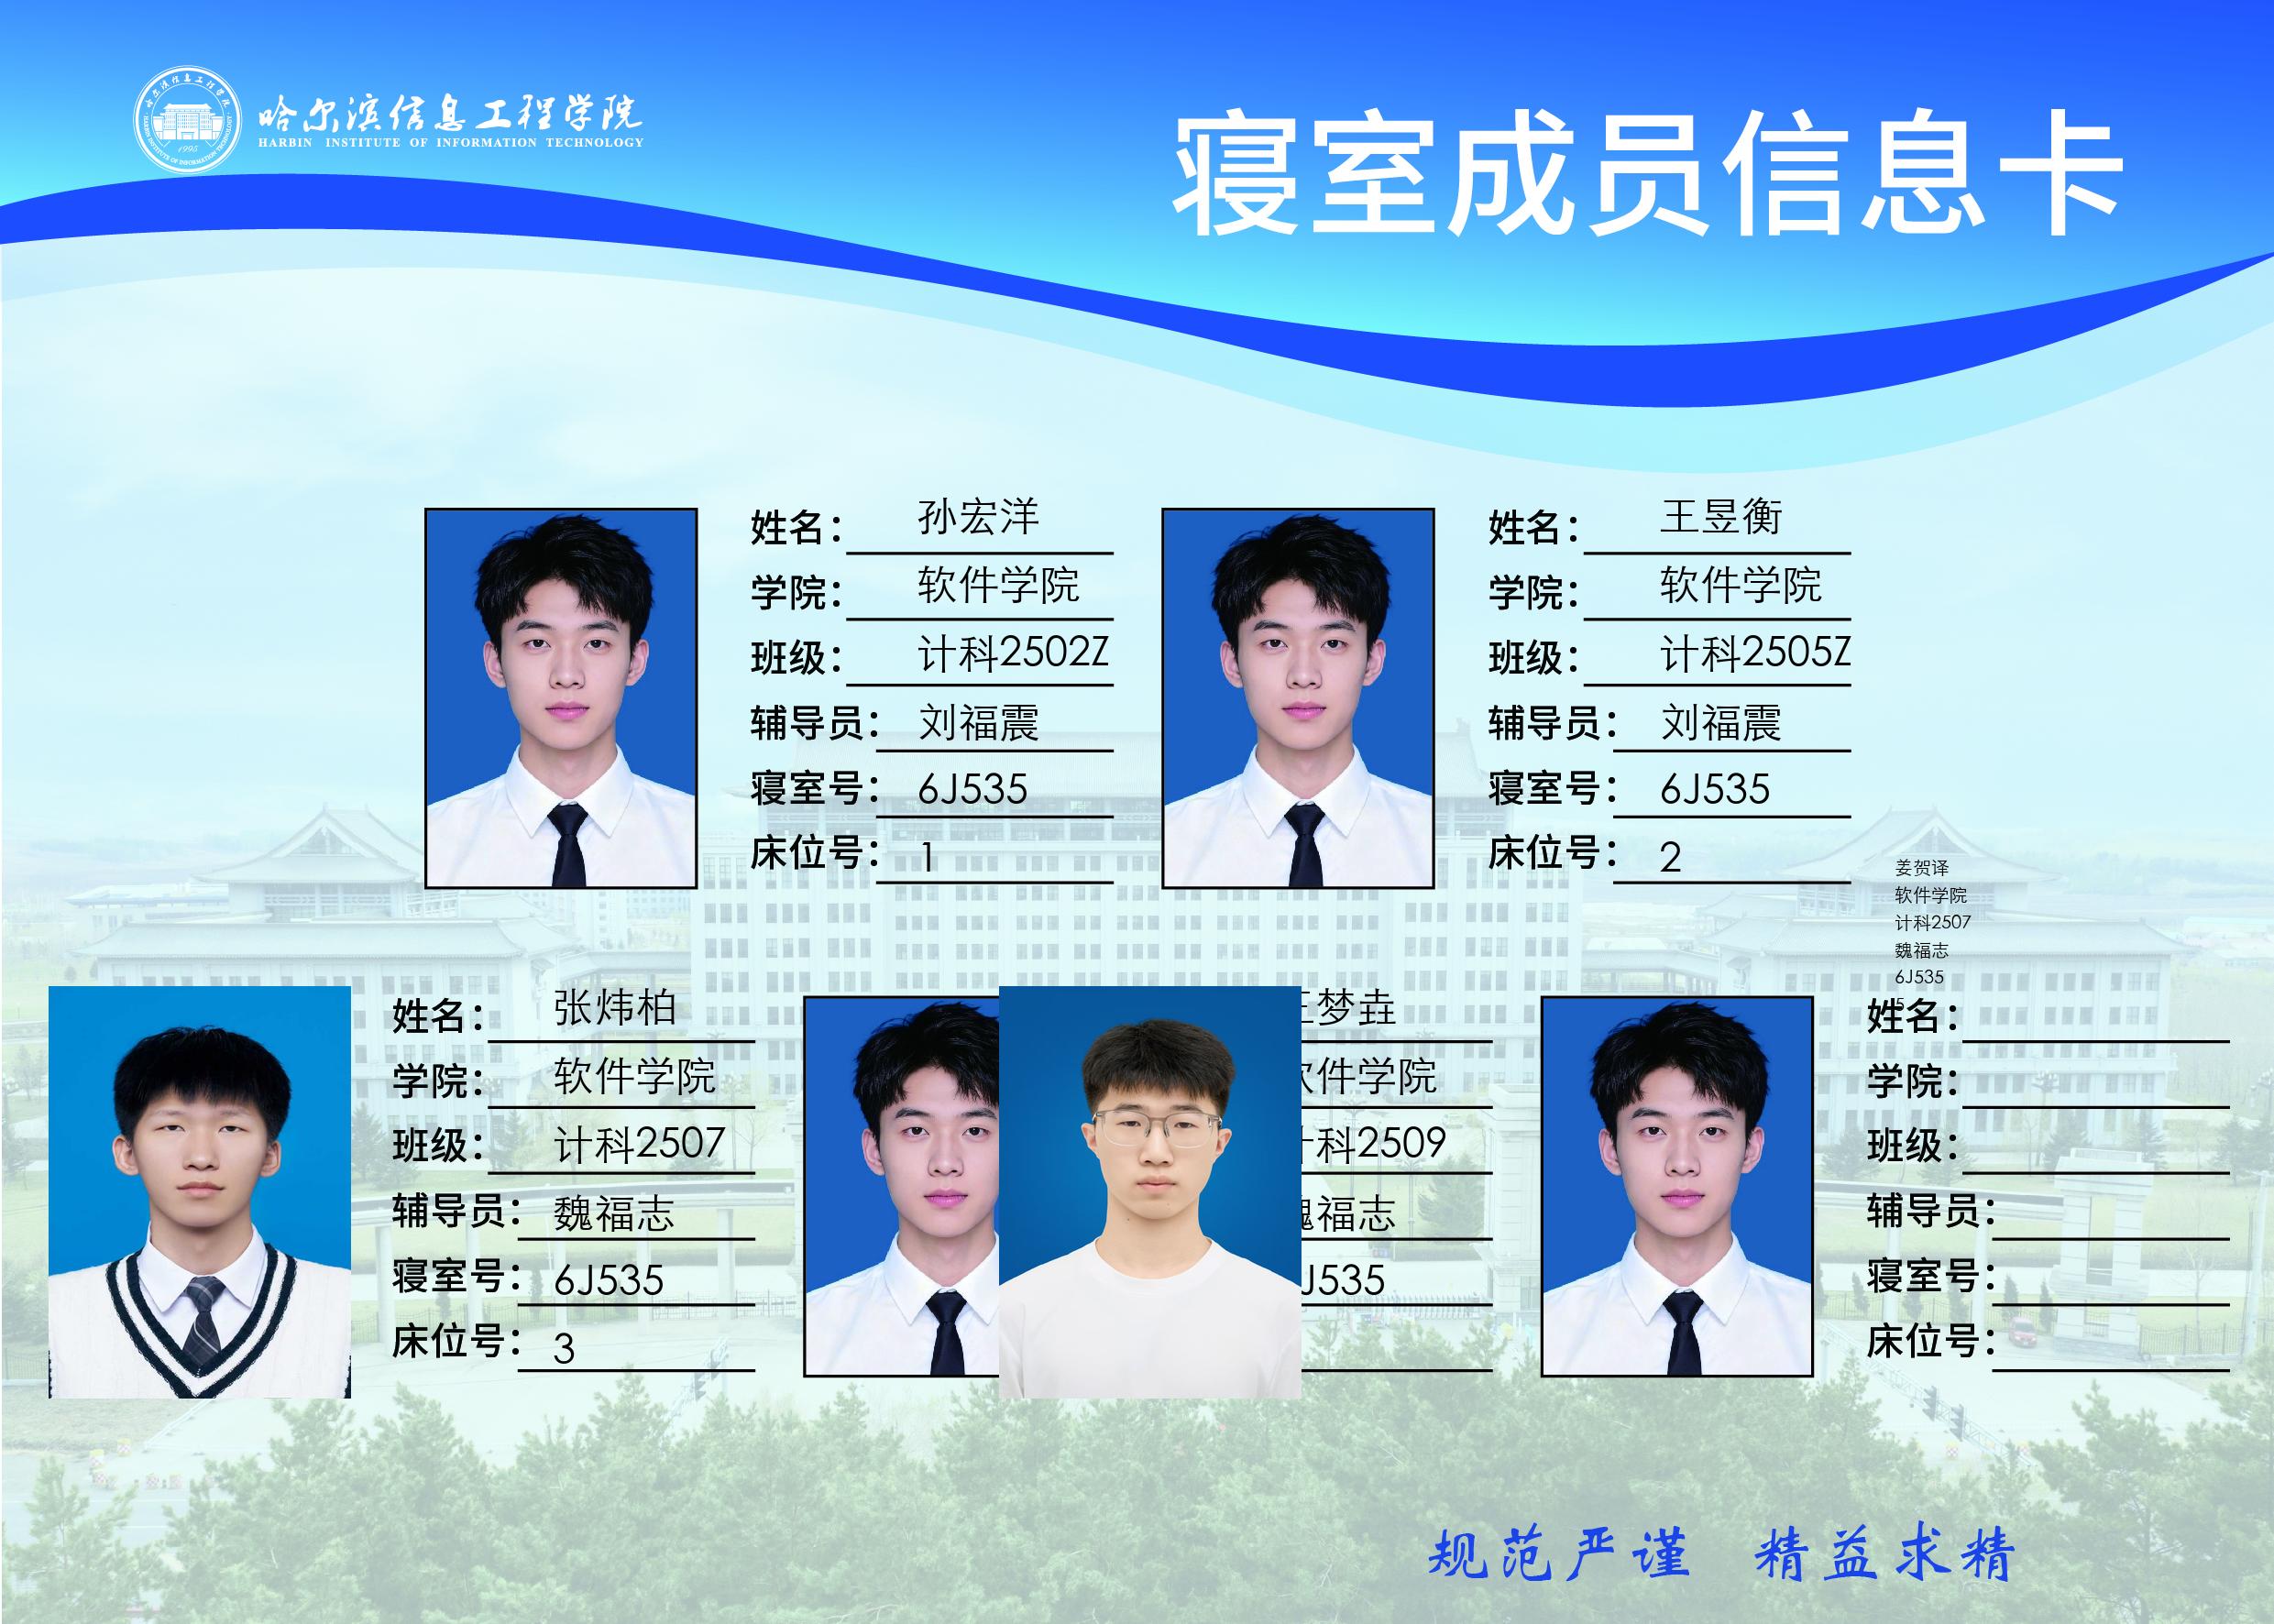 哈尔滨信息工程学院
HARBIN INSTITUTE OF INFORMATION TECHNOLOGY
1995
寝室成员信息卡
姓名： 孙宏洋
学院： 软件学院
班级： 计科2502Z
辅导员： 刘福震
寝室号： 6J535
床位号： 1
姓名： 王昱衡
学院： 软件学院
班级： 计科2505Z
辅导员： 刘福震
寝室号： 6J535
床位号： 2
姜贺译
软件学院
计科2507
魏福志
6J535
5
姓名： 张炜柏
学院： 软件学院
班级： 计科2507
辅导员： 魏福志
寝室号： 6J535
床位号： 3
梦垚
件学院
科2509
福志
J535
姓名：
学院：
班级：
辅导员：
寝室号：
床位号：
规范严谨 精益求精